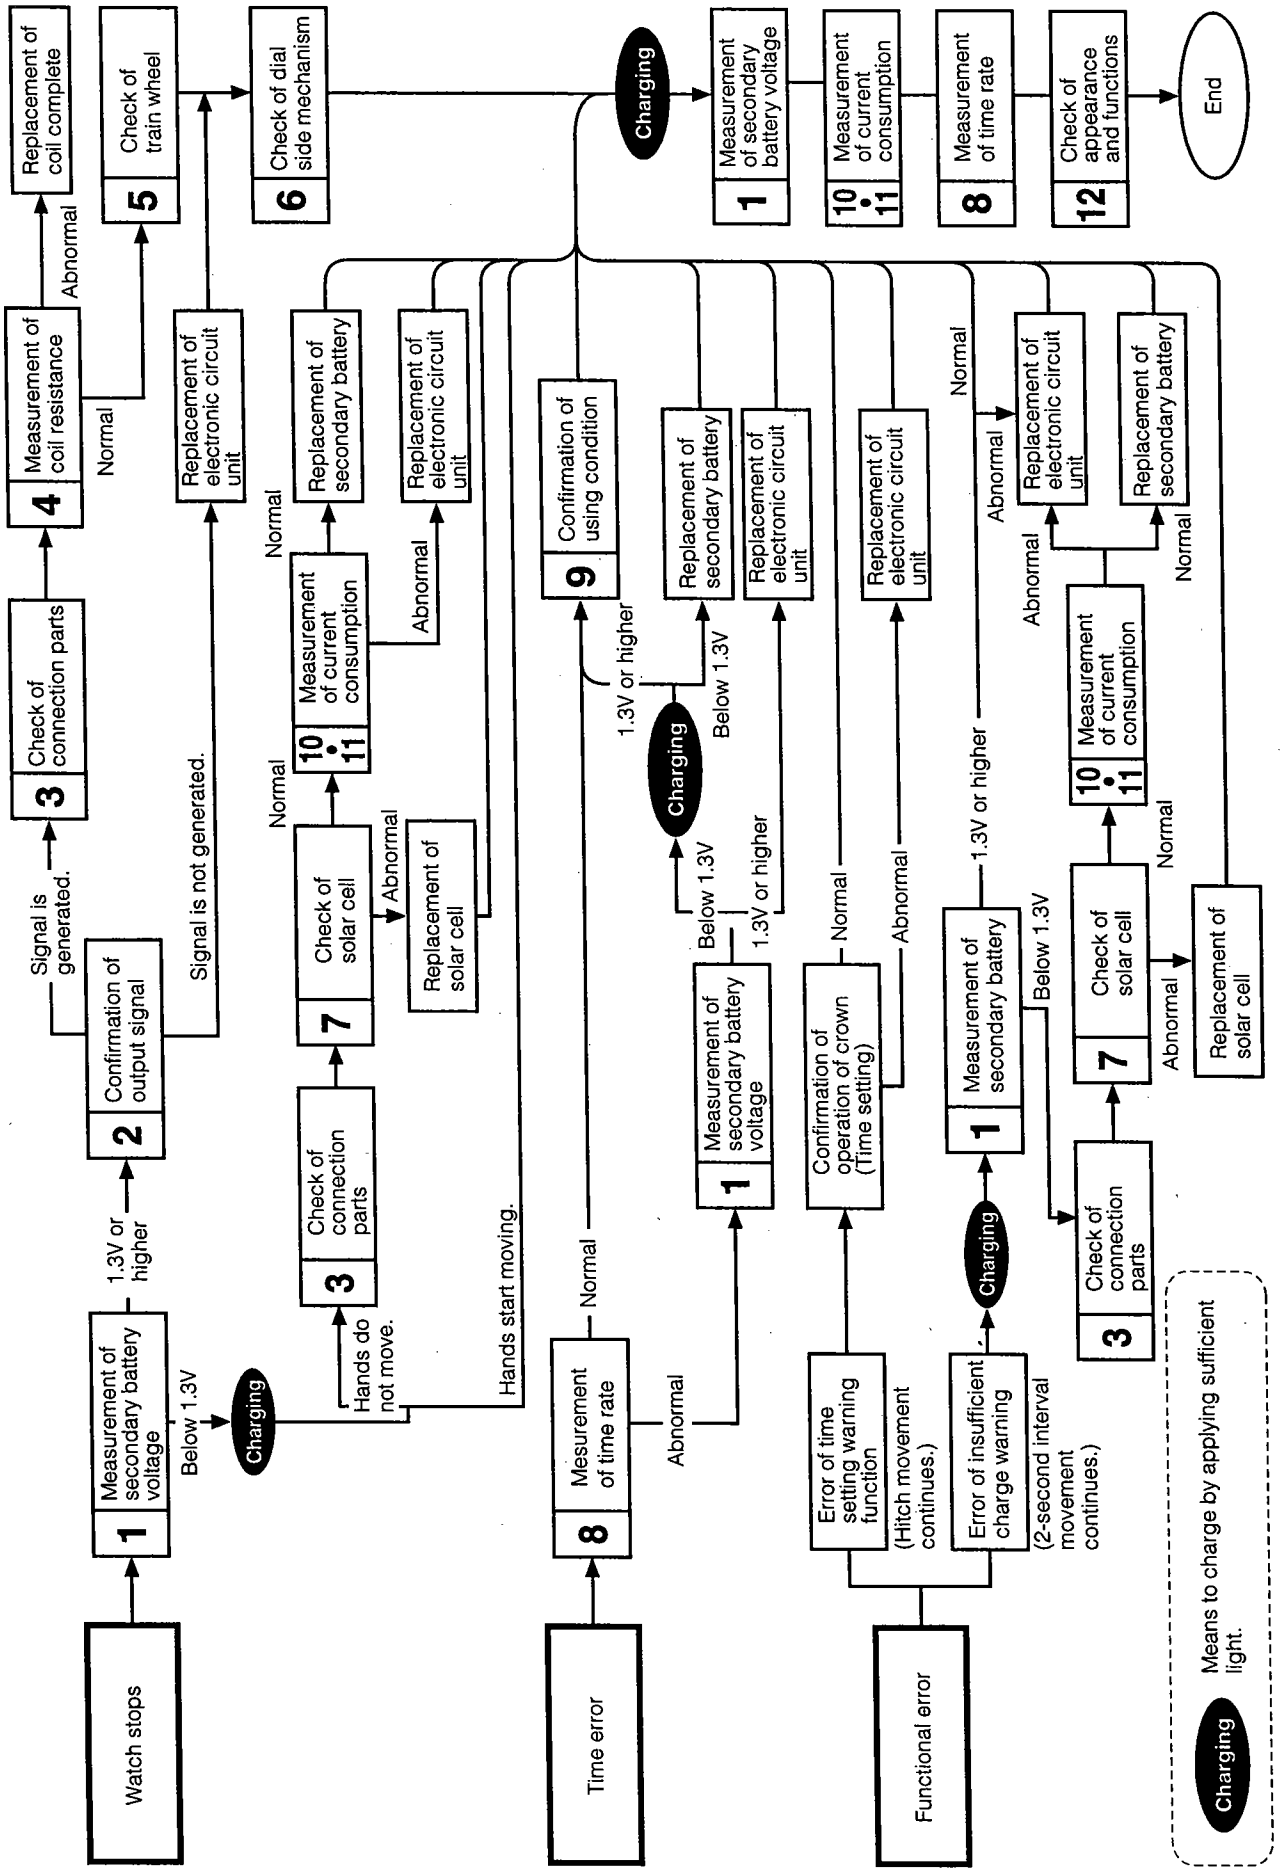 Watch stops
1
Measurement of
secondary battery
voltage
1.3V or
higher
Below 1.3V
Charging
2
Confirmation of
output signal
Signal is
generated.
Signal is not generated.
3
Check of
connection parts
4
Measurement of
coil resistance
Abnormal
Replacement of
coil complete
Normal
5
Check of
train wheel
Replacement of
electronic circuit
unit
6
Check of dial
side mechanism
Hands do
not move.
Hands start moving.
3
Check of
connection
parts
7
Check of
solar cell
Normal
Abnormal
Replacement of
solar cell
10
•
11
Measurement
of current
consumption
Normal
Replacement of
secondary battery
Abnormal
Replacement of
electronic circuit
unit
Time error
8
Mesurement
of time rate
Normal
Abnormal
9
Confirmation of
using condition
1
Measurement of
secondary battery
voltage
Below 1.3V
1.3V or higher
Charging
1.3V or higher
Below 1.3V
Replacement of
secondary battery
Replacement of
electronic circuit
unit
Functional error
Error of time
setting warning
function
(Hitch movement
continues.)
Confirmation of
operation of crown
(Time setting)
Normal
Abnormal
Replacement of
electronic circuit
unit
Error of insufficient
charge warning
(2-second interval
movement
continues.)
Charging
1
Measurement of
secondary battery
1.3V or higher
Normal
Abnormal
Below 1.3V
3
Check of
connection
parts
7
Check of
solar cell
Normal
Abnormal
Replacement of
solar cell
10
•
11
Measurement
of current
consumption
Abnormal
Replacement of
electronic circuit
unit
Normal
Replacement of
secondary battery
Charging
1
Measurement
of secondary
battery voltage
10
•
11
Measurement
of current
consumption
8
Measurement
of time rate
12
Check of
appearance
and functions
End
Charging
Means to charge by applying sufficient
light.